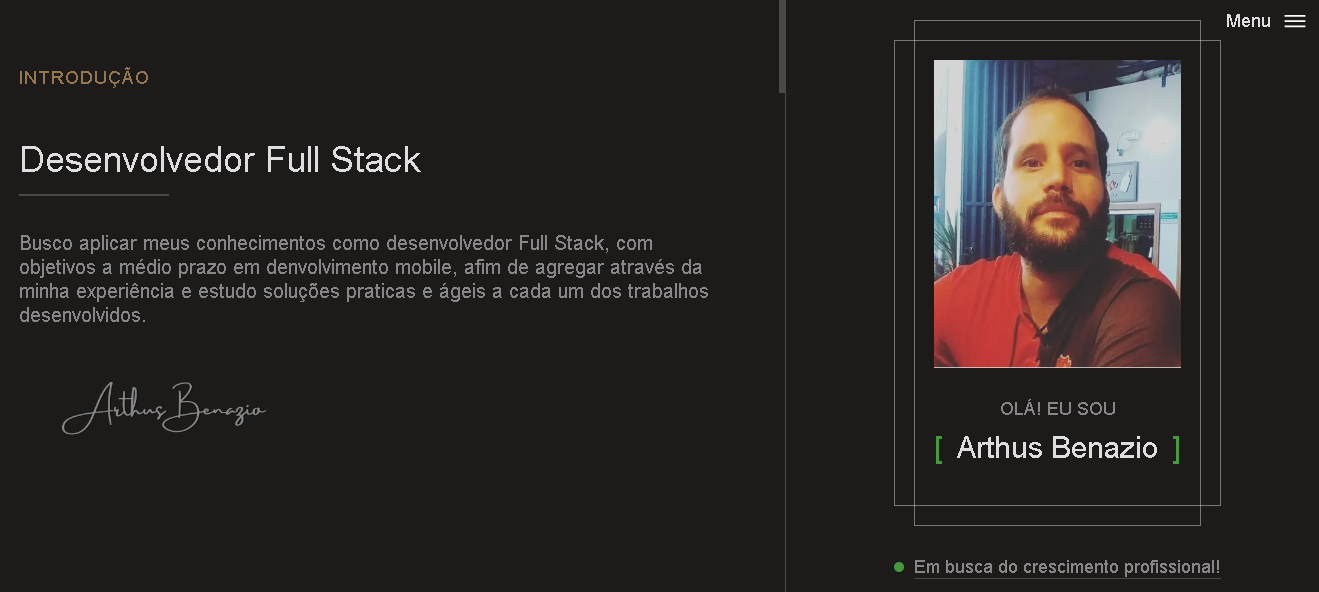 Menu
INTRODUÇÃO
Desenvolvedor Full Stack
Busco aplicar meus conhecimentos como desenvolvedor Full Stack, com
objetivos a médio prazo em denvolvimento mobile, afim de agregar através da
minha experiência e estudo soluções praticas e ágeis a cada um dos trabalhos
desenvolvidos.
Arthus Benazio
OLÁ! EU SOU
[ Arthus Benazio ]
Em busca do crescimento profissional!